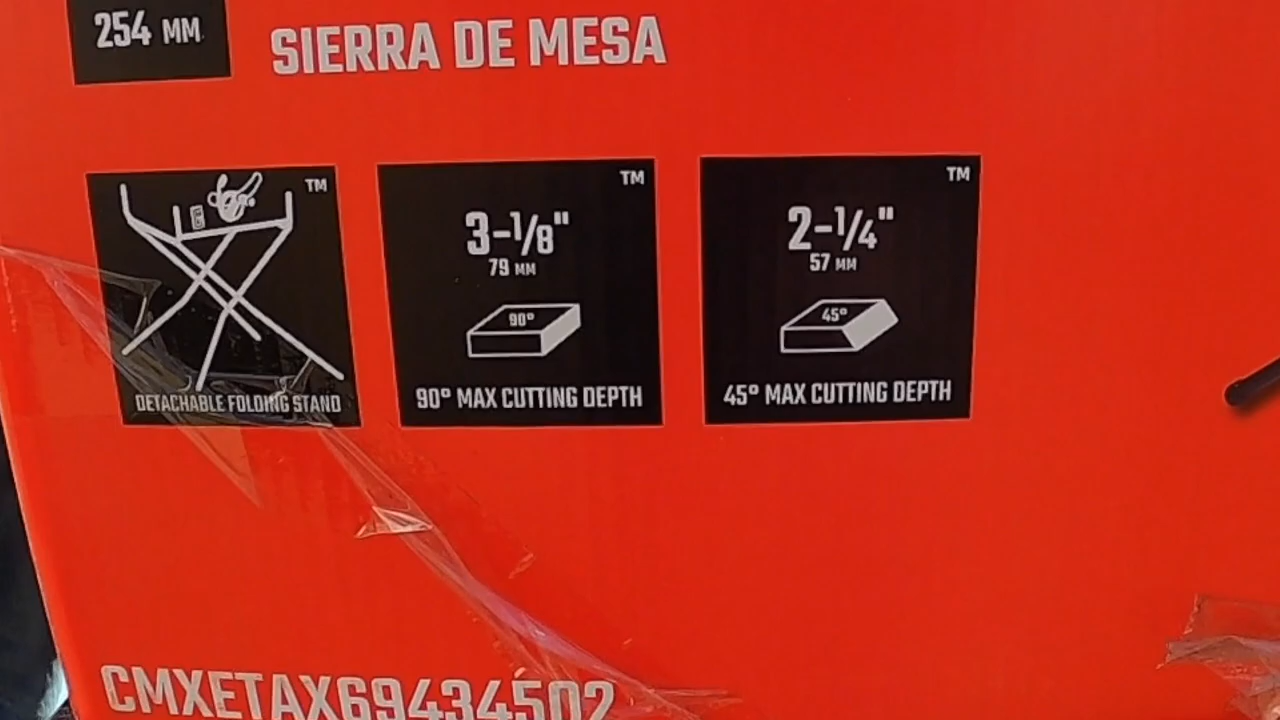 254 MM
SIERRA DE MESA
TM
DETACHABLE FOLDING STAND
TM
3-1/8"
79 MM
90°
90° MAX CUTTING DEPTH
TM
2-1/4"
57 MM
45°
45° MAX CUTTING DEPTH
CMXETAX69434502